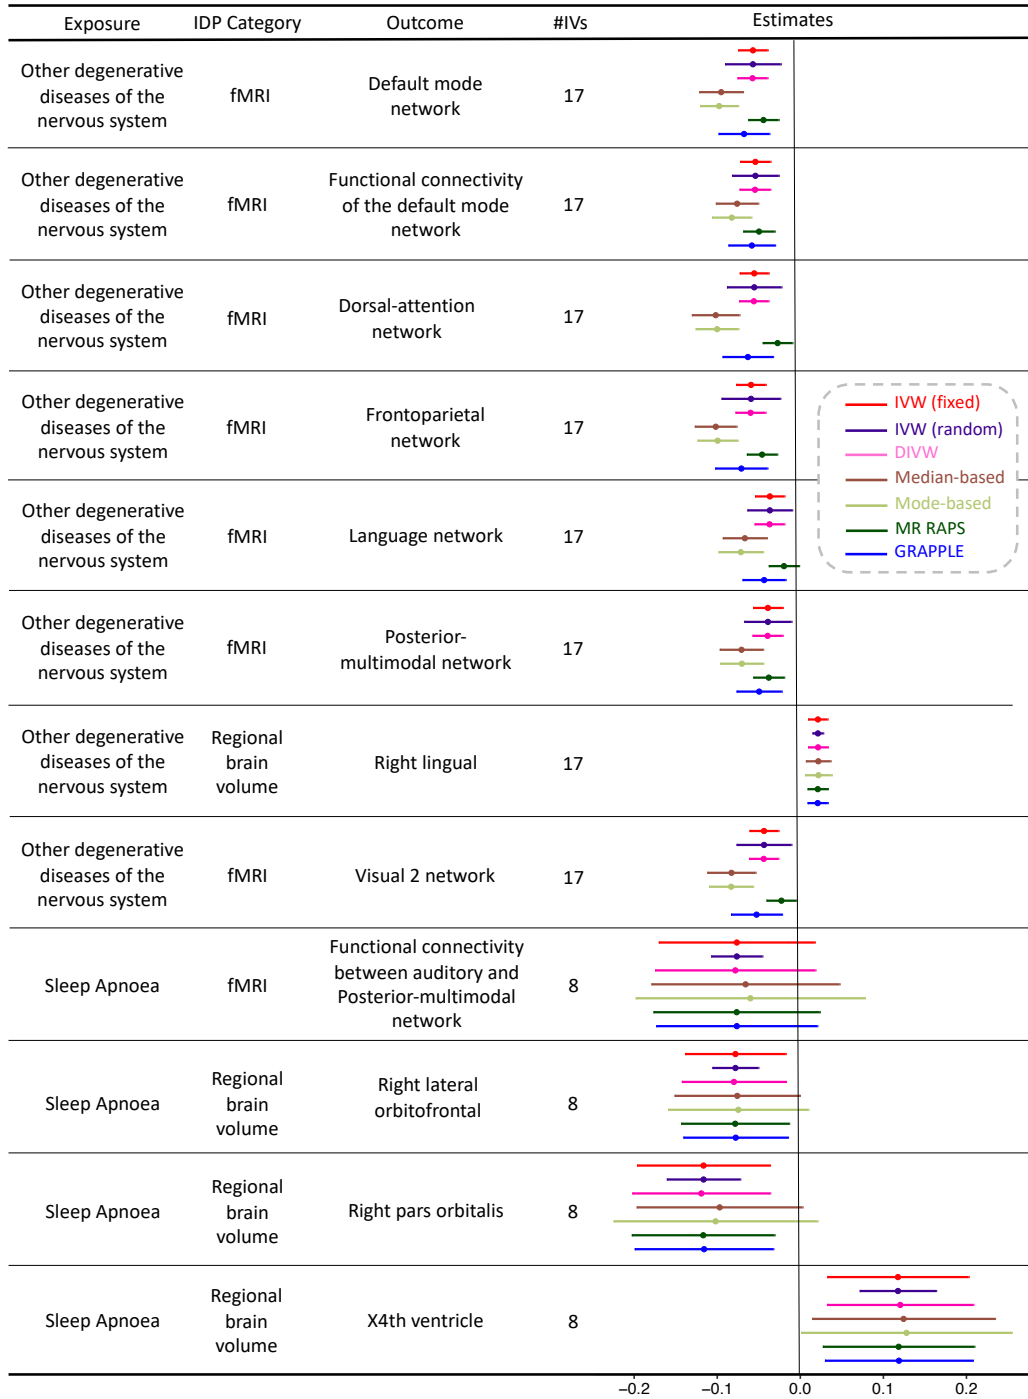 Exposure IDP Category Outcome #IVs Estimates
Other degenerative
diseases of the
nervous system
fMRI
Default mode
network
17
Other degenerative
diseases of the
nervous system
fMRI
Functional connectivity
of the default mode
network
17
Other degenerative
diseases of the
nervous system
fMRI
Dorsal-attention
network
17
Other degenerative
diseases of the
nervous system
fMRI
Frontoparietal
network
17
Other degenerative
diseases of the
nervous system
fMRI
Language network
17
Other degenerative
diseases of the
nervous system
fMRI
Posterior-
multimodal network
17
Other degenerative
diseases of the
nervous system
Regional
brain
volume
Right lingual
17
Other degenerative
diseases of the
nervous system
fMRI
Visual 2 network
17
Sleep Apnoea
fMRI
Functional connectivity
between auditory and
Posterior-multimodal
network
8
Sleep Apnoea
Regional
brain
volume
Right lateral
orbitofrontal
8
Sleep Apnoea
Regional
brain
volume
Right pars orbitalis
8
Sleep Apnoea
Regional
brain
volume
X4th ventricle
8
IVW (fixed)
IVW (random)
DIVW
Median-based
Mode-based
MR RAPS
GRAPPLE
−0.2 −0.1 0.0 0.1 0.2